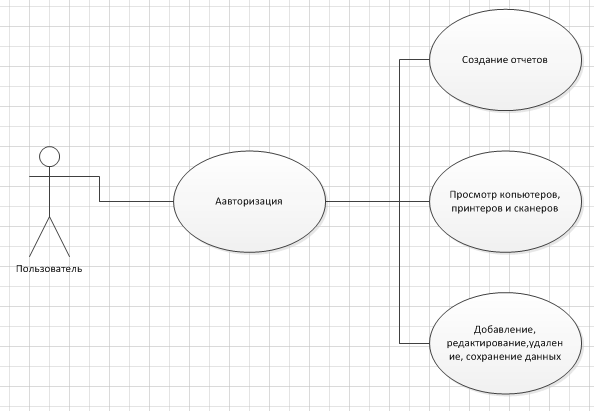 Создание отчетов
Аавторизация
Просмотр копьютеров,
принтеров и сканеров
Пользователь
Добавление,
редактирование,удален
ие, сохранение данных